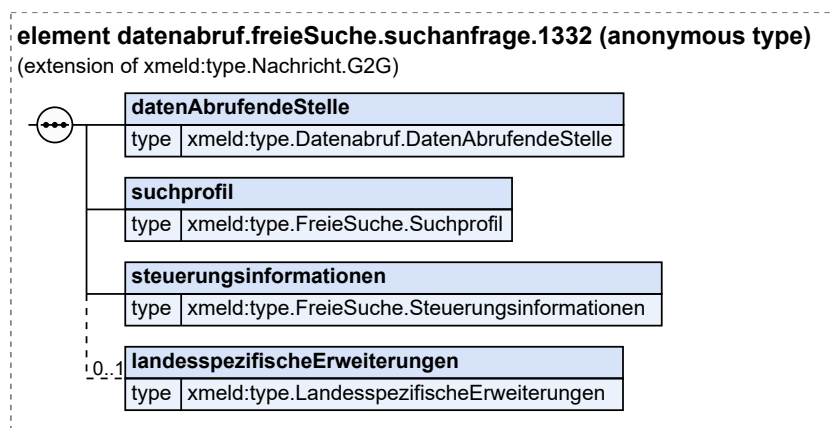 element datenabruf.freieSuche.suchanfrage.1332 (anonymous type)
(extension of xmeld:type.Nachricht.G2G)
datenAbrufendeStelle
type xmeld:type.Datenabruf.DatenAbrufendeStelle
suchprofil
type xmeld:type.FreieSuche.Suchprofil
steuerungsinformationen
type xmeld:type.FreieSuche.Steuerungsinformationen
0..1 landesspezifischeErweiterungen
type xmeld:type.LandesspezifischeErweiterungen